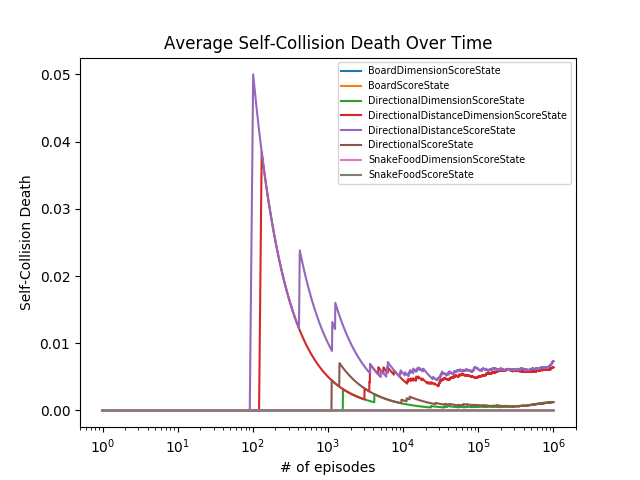 Average Self-Collision Death Over Time
BoardDimensionScoreState
BoardScoreState
DirectionalDimensionScoreState
DirectionalDistanceDimensionScoreState
DirectionalDistanceScoreState
DirectionalScoreState
SnakeFoodDimensionScoreState
SnakeFoodScoreState
Self-Collision Death
0.05
0.04
0.03
0.02
0.01
0.00
10⁰ 10¹ 10² 10³ 10⁴ 10⁵ 10⁶
# of episodes